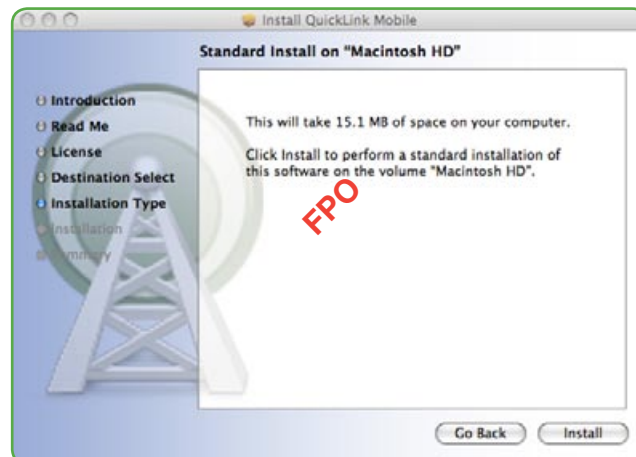 Install QuickLink Mobile
Standard Install on "Macintosh HD"
Introduction
Read Me
License
Destination Select
Installation Type
Installation
Summary
This will take 15.1 MB of space on your computer.
Click Install to perform a standard installation of
this software on the volume "Macintosh HD".
FPO
Go Back
Install